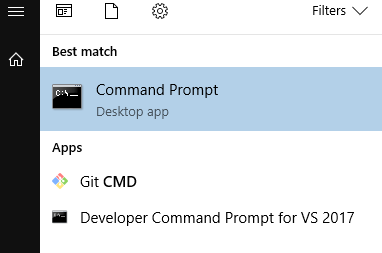 Filters
Best match
Command Prompt
Desktop app
Apps
Git CMD
Developer Command Prompt for VS 2017